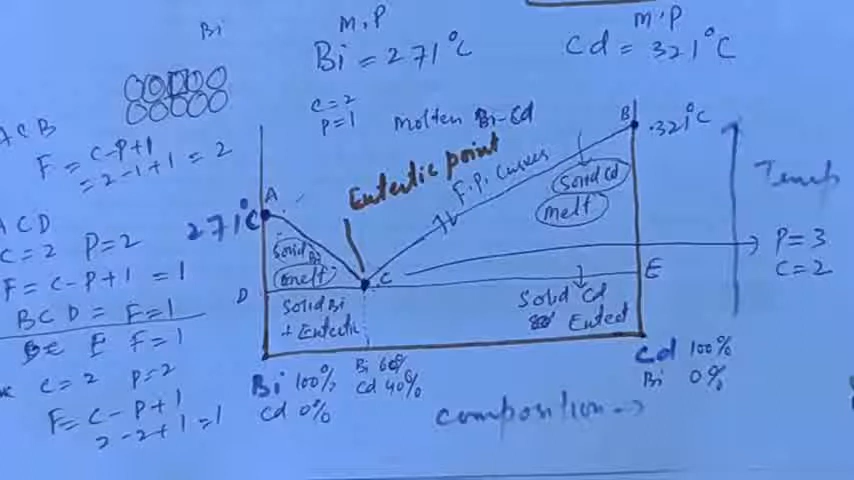 Bi
M.P
Bi = 271°C
M.P
Cd = 321°C
C=2
P=1
Molten Bi-Cd
A C B
F = C-P+1
= 2-1+1 = 2
A C D
C=2 P=2
F = C-P+1 = 1
B C D = F=1
F=1
C=2 P=2
F = C-P+1
2-2+1=1
A
271°C
B
321°C
Eutectic point
F.P. Curves
Solid Cd
melt
Solid Bi
melt
C
D
E
Solid Bi
+ Eutectic
Solid Cd
Eutect
Temp
P=3
C=2
Bi 100%
Cd 0%
Bi 60%
Cd 40%
Cd 100%
Bi 0%
Composition →